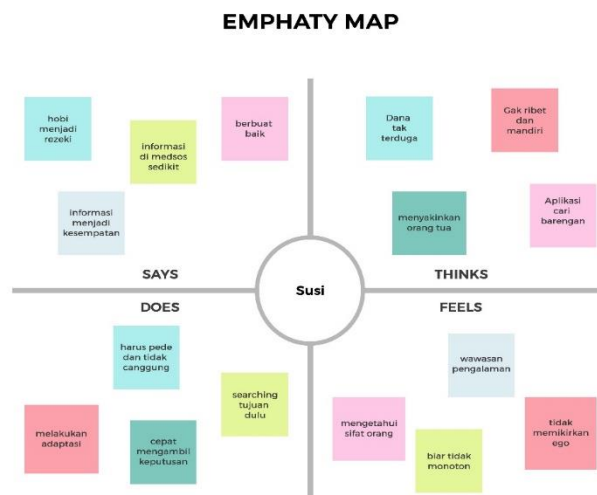 EMPHATY MAP
hobi
menjadi
rezeki
informasi
di medsos
sedikit
berbuat
baik
informasi
menjadi
kesempatan
SAYS
Dana
tak
terduga
Gak ribet
dan
mandiri
menyakinkan
orang tua
Aplikasi
cari
barengan
THINKS
Susi
DOES
harus pede
dan tidak
canggung
searching
tujuan
dulu
melakukan
adaptasi
cepat
mengambil
keputusan
FEELS
wawasan
pengalaman
mengetahui
sifat orang
biar tidak
monoton
tidak
memikirkan
ego